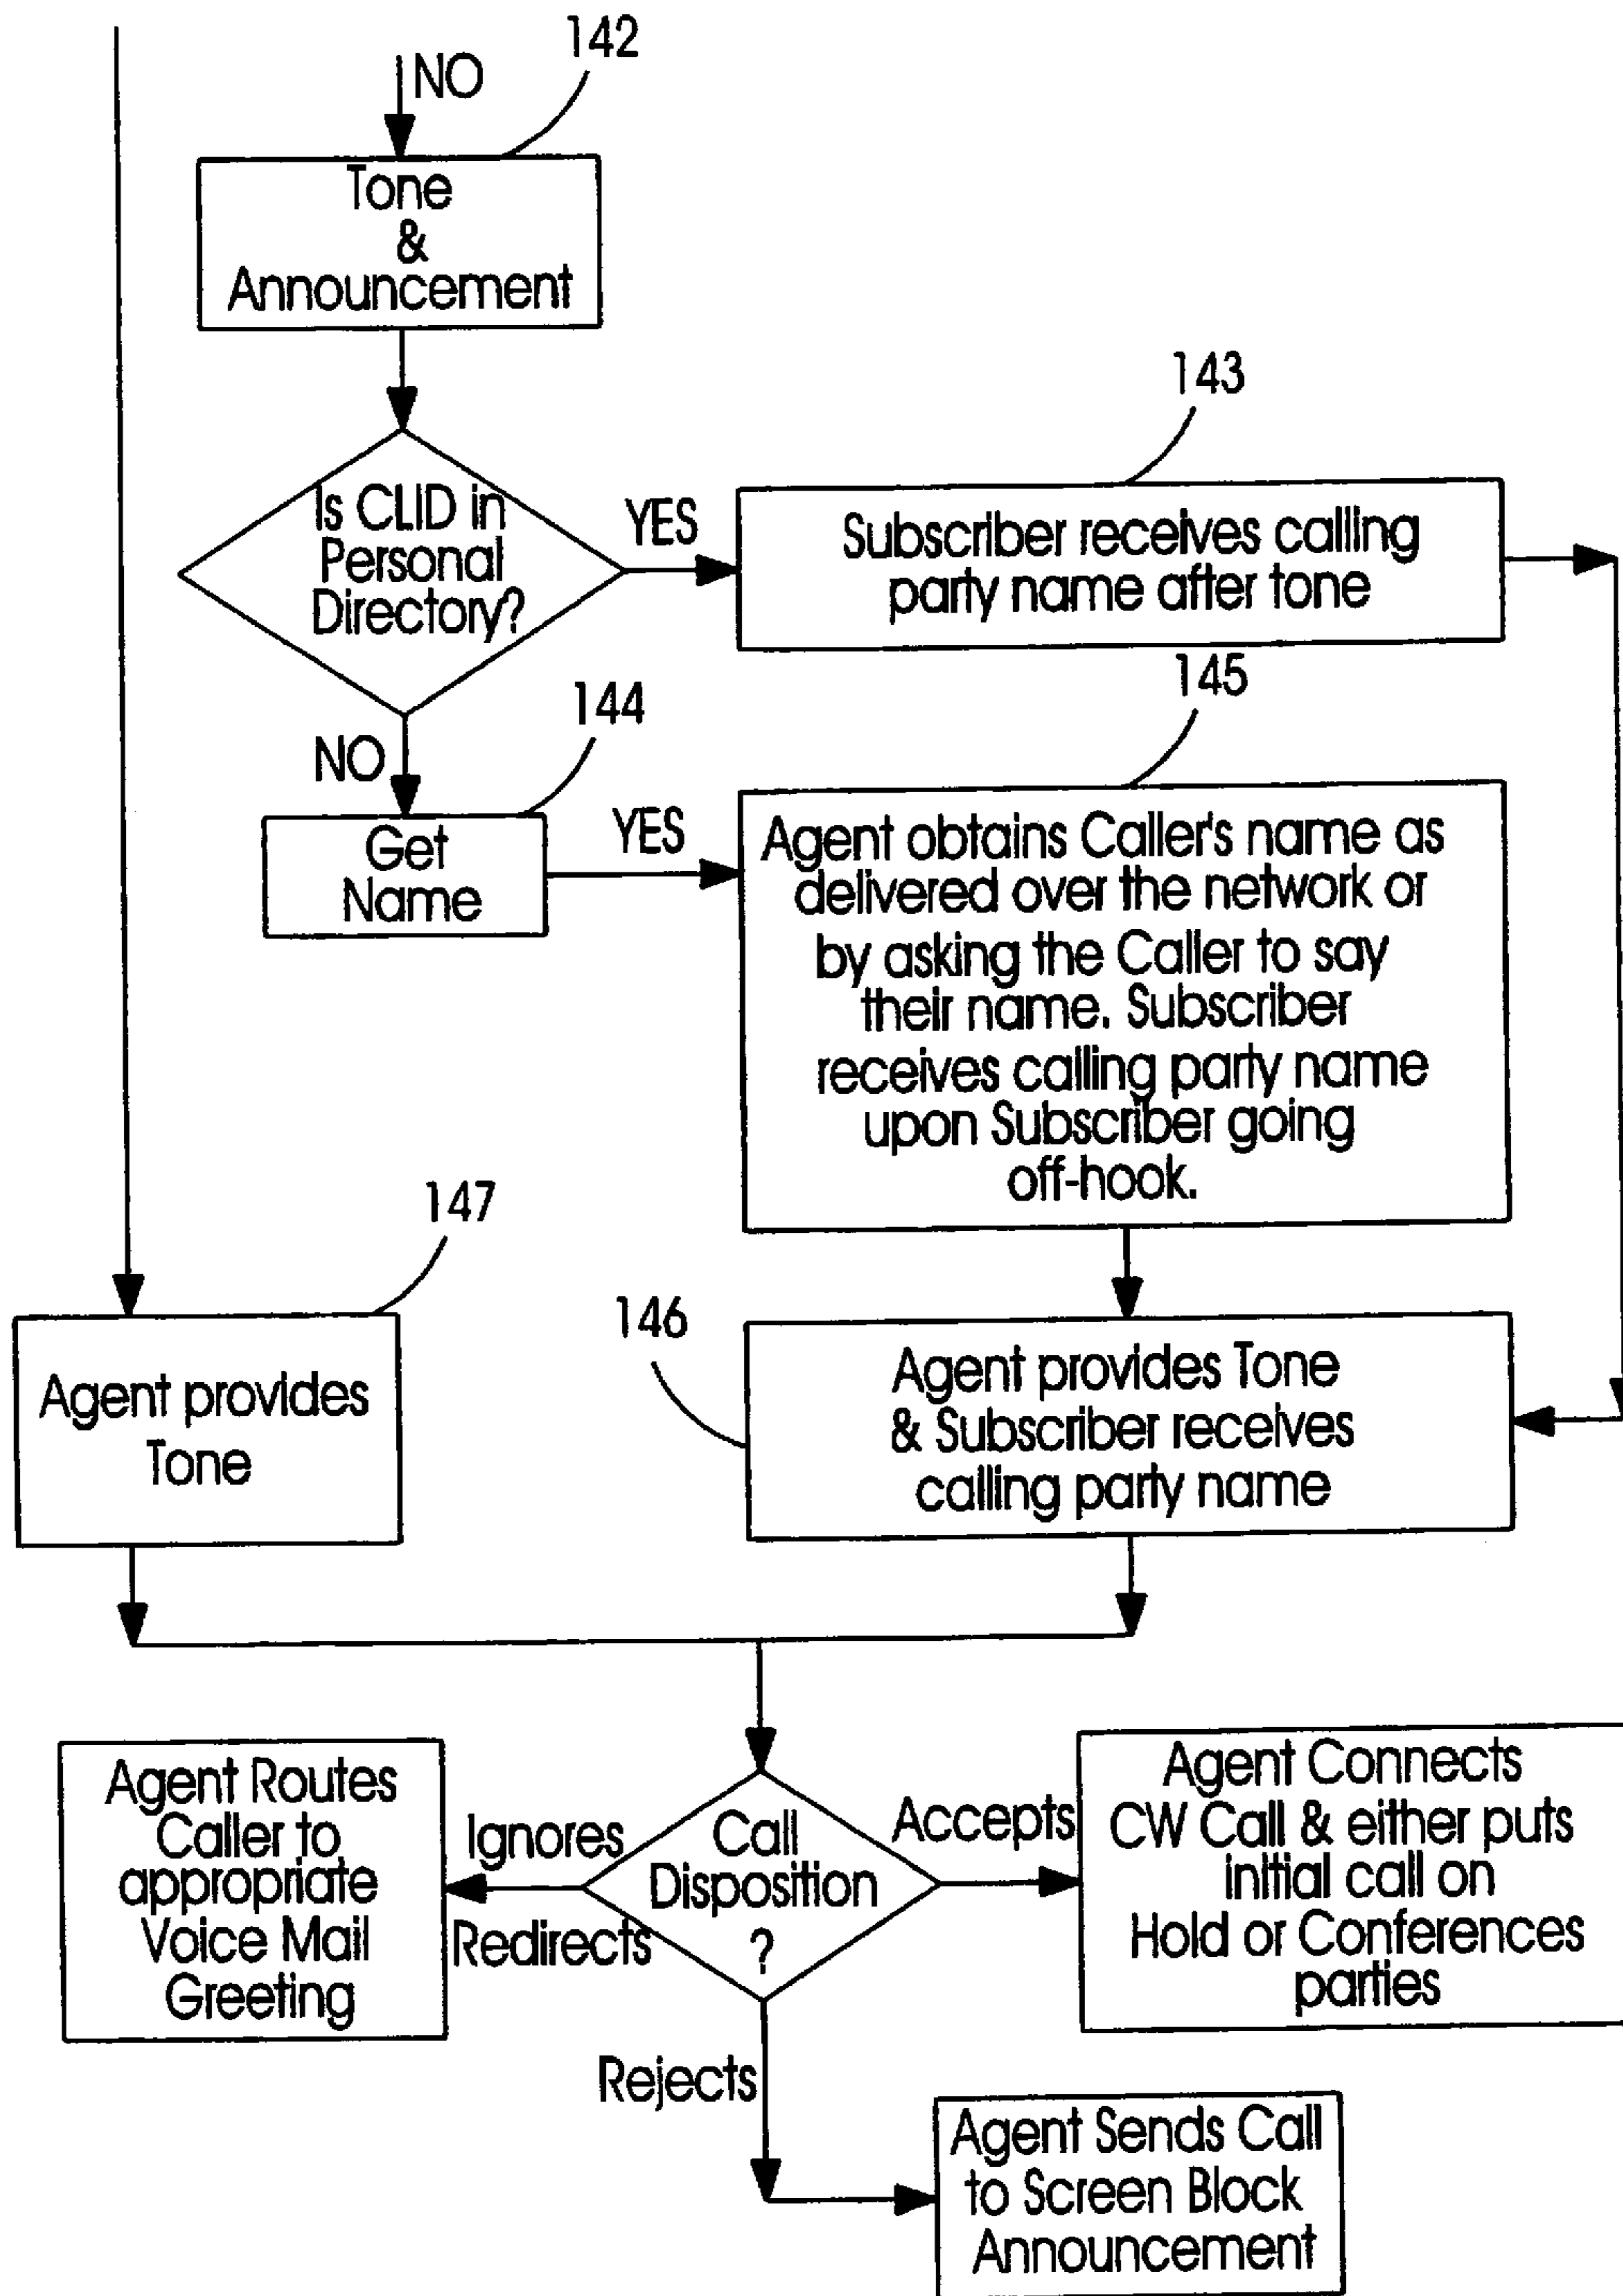 142
NO
Tone
&
Announcement
143
Is CLID in
Personal
Directory?
YES
Subscriber receives calling
party name after tone
145
144
NO
Get
Name
YES
Agent obtains Caller's name as
delivered over the network or
by asking the Caller to say
their name. Subscriber
receives calling party name
upon Subscriber going
off-hook.
147
Agent provides
Tone
146
Agent provides Tone
& Subscriber receives
calling party name
Agent Routes
Caller to
appropriate
Voice Mail
Greeting
Ignores
Redirects
Call
Disposition
?
Accepts
Agent Connects
CW Call & either puts
initial call on
Hold or Conferences
parties
Rejects
Agent Sends Call
to Screen Block
Announcement